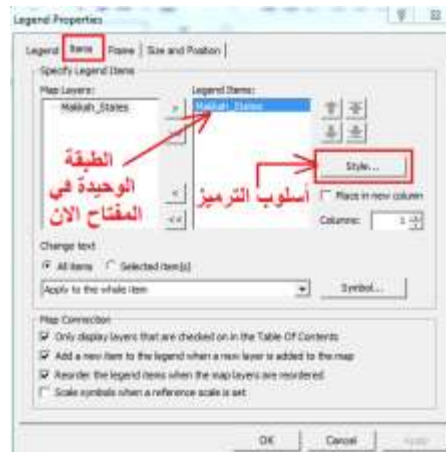 Legend Properties
Legend Items Frame Size and Position
Specify Legend Items
Map Layers: Legend Items:
Makkah_States > Makkah_States
>>
الطبقة
الوحيدة في
المفتاح الان
أسلوب الترميز
Style...
Place in new column
<
<<
Columns: 1
Change text
All items Selected item(s)
Apply to the whole item Symbol...
Map Connection
Only display layers that are checked on in the Table Of Contents
Add a new item to the legend when a new layer is added to the map
Reorder the legend items when the map layers are reordered
Scale symbols when a reference scale is set
OK Cancel Apply